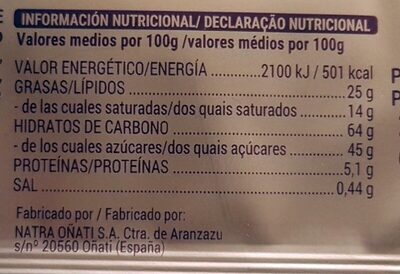 INFORMACIÓN NUTRICIONAL/ DECLARAÇÃO NUTRICIONAL
Valores medios por 100g /valores médios por 100g
VALOR ENERGÉTICO/ENERGÍA ..................2100 kJ / 501 kcal
GRASAS/LÍPIDOS ..................25 g
- de las cuales saturadas/dos quais saturados ..................14 g
HIDRATOS DE CARBONO ..................64 g
- de los cuales azúcares/dos quais açúcares ..................45 g
PROTEÍNAS/PROTEÍNES ..................5,1 g
SAL ..................0,44 g
Fabricado por / Fabricado por:
NATRA OÑATI S.A. Ctra. de Aranzazu
s/nº 20560 Oñati (España)